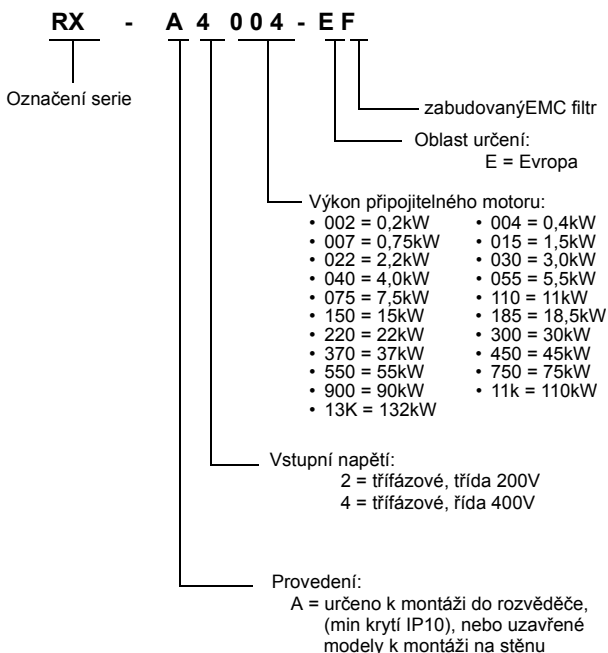 RX - A 4 0 0 4 - E F
Označení serie
zabudovanýEMC filtr
Oblast určení:
E = Evropa
Výkon připojitelného motoru:
• 002 = 0,2kW • 004 = 0,4kW
• 007 = 0,75kW • 015 = 1,5kW
• 022 = 2,2kW • 030 = 3,0kW
• 040 = 4,0kW • 055 = 5,5kW
• 075 = 7,5kW • 110 = 11kW
• 150 = 15kW • 185 = 18,5kW
• 220 = 22kW • 300 = 30kW
• 370 = 37kW • 450 = 45kW
• 550 = 55kW • 750 = 75kW
• 900 = 90kW • 11k = 110kW
• 13K = 132kW
Vstupní napětí:
2 = třífázové, třída 200V
4 = třífázové, řída 400V
Provedení:
A = určeno k montáži do rozvěděče,
(min krytí IP10), nebo uzavřené
modely k montáži na stěnu